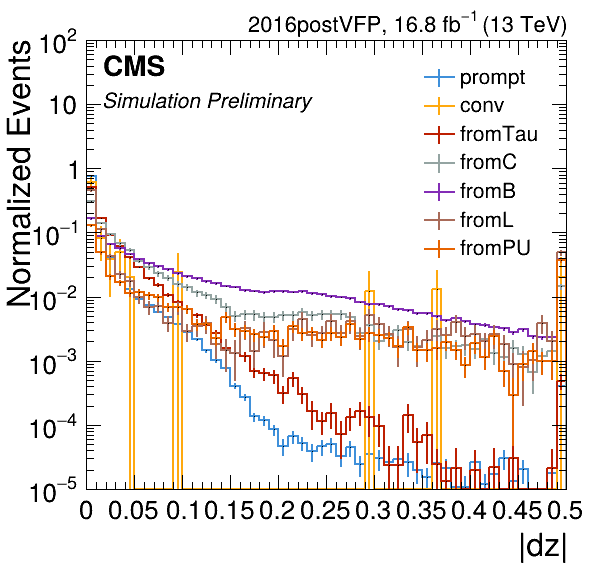 2016postVFP, 16.8 fb⁻¹ (13 TeV)
CMS
Simulation Preliminary
prompt
conv
fromTau
fromC
fromB
fromL
fromPU
Normalized Events
10²
10
1
10⁻¹
10⁻²
10⁻³
10⁻⁴
10⁻⁵
0 0.05 0.1 0.15 0.2 0.25 0.3 0.35 0.4 0.45 0.5
|dz|